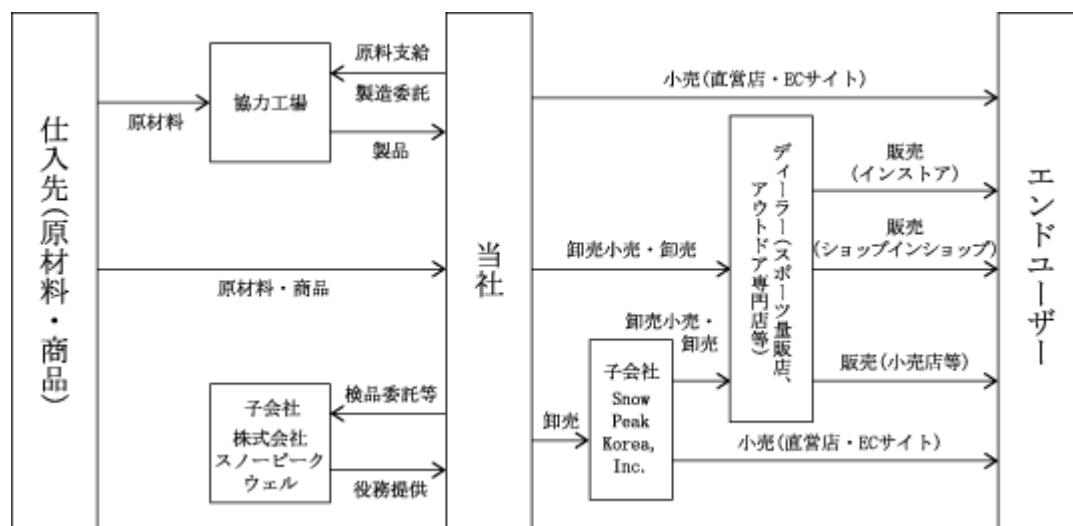 仕入先(原材料・商品)
原材料
協力工場
原料支給
製造委託
製品
原材料・商品
子会社
株式会社
スノーピーク
ウェル
検品委託等
役務提供
当社
小売(直営店・ECサイト)
卸売小売・卸売
卸売
子会社
Snow
Peak
Korea,
Inc.
卸売小売・
卸売
ディーラー(スポーツ量販店、
アウトドア専門店等)
販売
(インストア)
販売
(ショップインショップ)
販売(小売店等)
小売(直営店・ECサイト)
エンドユーザー